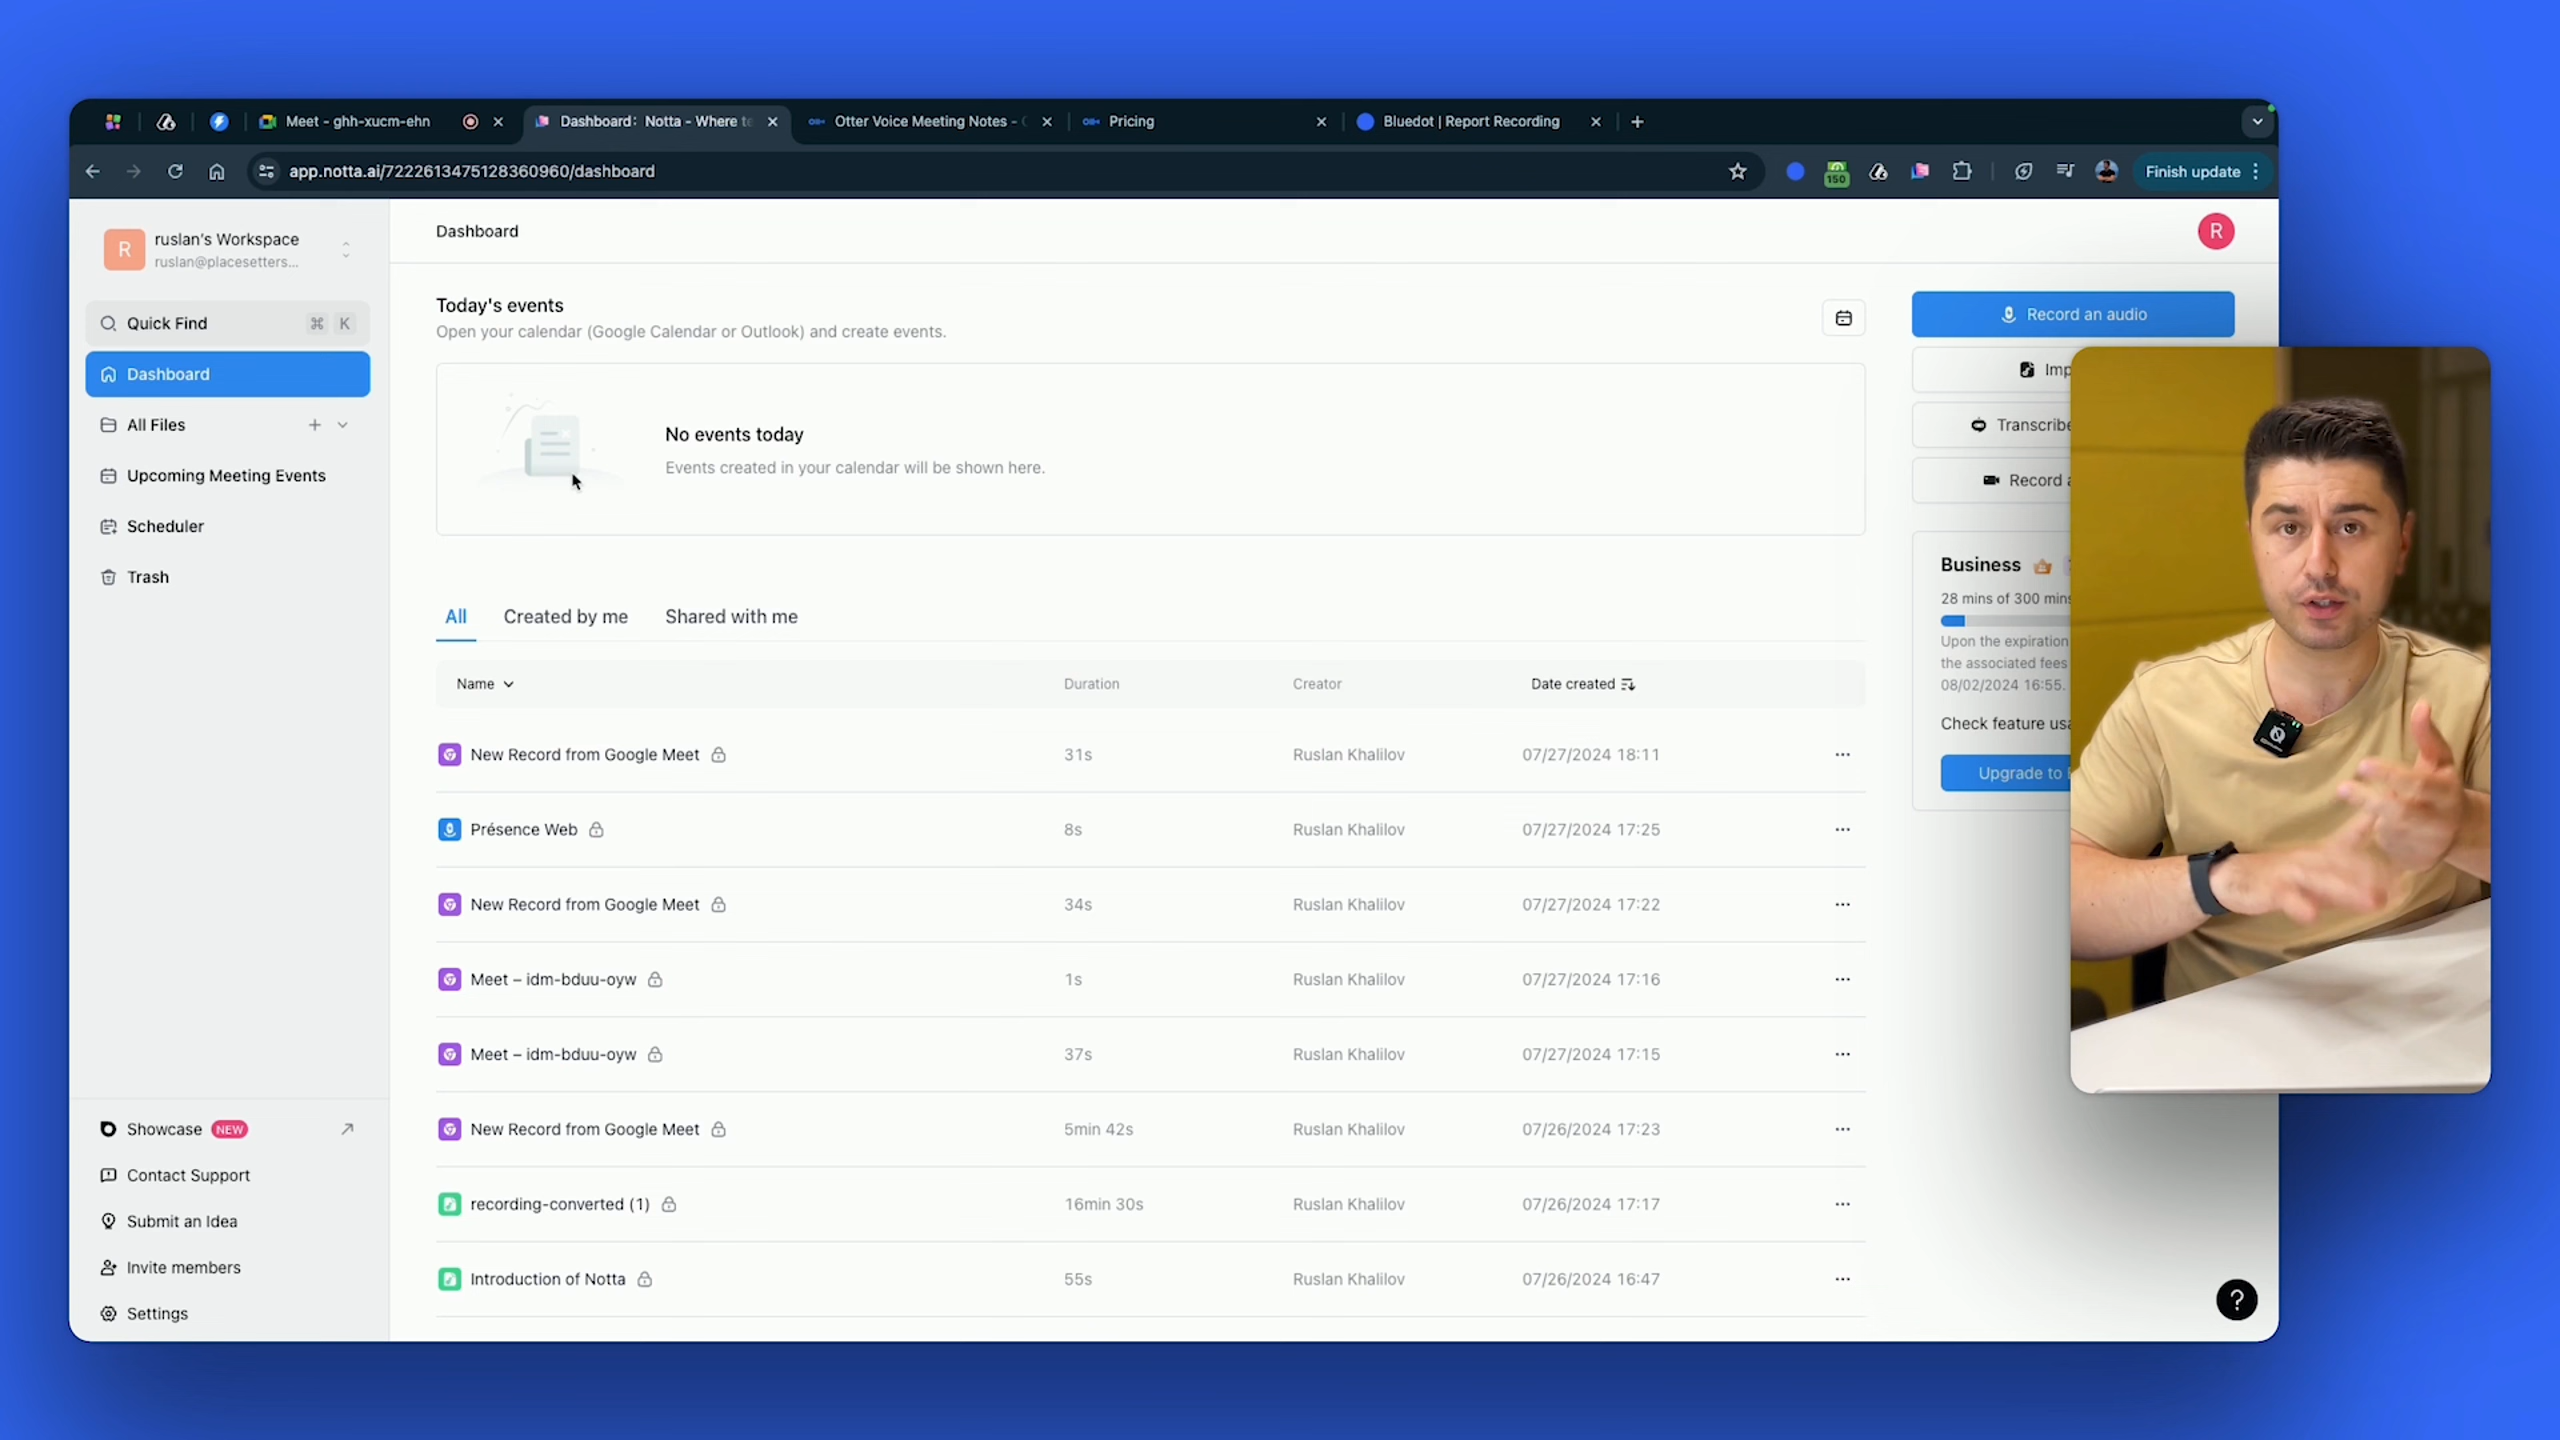 Meet - ghh-xucm-ehn
Dashboard: Notta - Where te
Otter Voice Meeting Notes -
Pricing
Bluedot | Report Recording
app.notta.ai/7222613475128360960/dashboard
150
Finish update
R
ruslan's Workspace
ruslan@placesetters...
Quick Find
⌘ K
Dashboard
All Files
Upcoming Meeting Events
Scheduler
Trash
Showcase NEW
Contact Support
Submit an Idea
Invite members
Settings
Dashboard
R
Today's events
Open your calendar (Google Calendar or Outlook) and create events.
No events today
Events created in your calendar will be shown here.
All Created by me Shared with me
Name Duration Creator Date created
New Record from Google Meet 31s Ruslan Khalilov 07/27/2024 18:11
Présence Web 8s Ruslan Khalilov 07/27/2024 17:25
New Record from Google Meet 34s Ruslan Khalilov 07/27/2024 17:22
Meet – idm-bduu-oyw 1s Ruslan Khalilov 07/27/2024 17:16
Meet – idm-bduu-oyw 37s Ruslan Khalilov 07/27/2024 17:15
New Record from Google Meet 5min 42s Ruslan Khalilov 07/26/2024 17:23
recording-converted (1) 16min 30s Ruslan Khalilov 07/26/2024 17:17
Introduction of Notta 55s Ruslan Khalilov 07/26/2024 16:47
Record an audio
Imp
Transcribe
Record a
Business
28 mins of 300 mins
Upon the expiration
the associated fees
08/02/2024 16:55.
Check feature usa
Upgrade to
?